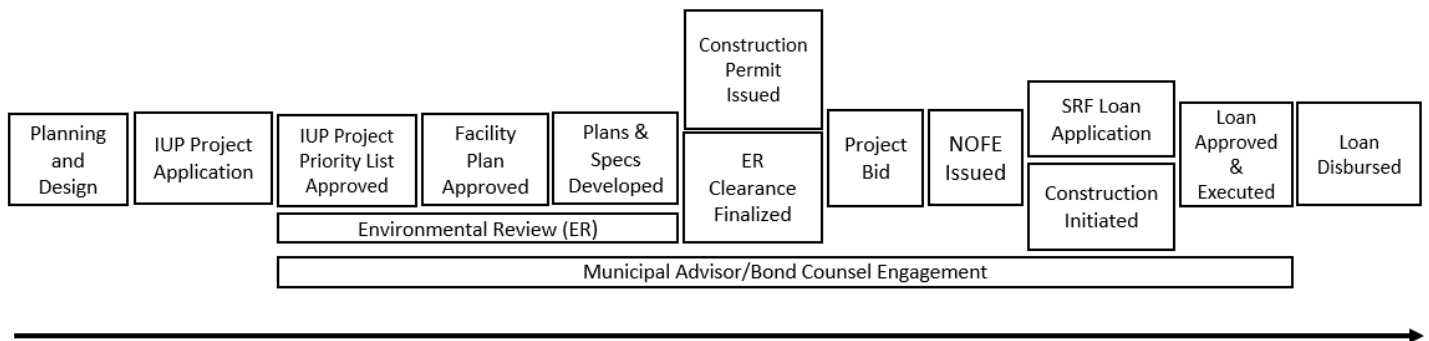 Planning
and
Design
IUP Project
Application
IUP Project
Priority List
Approved
Facility
Plan
Approved
Plans &
Specs
Developed
Environmental Review (ER)
Construction
Permit
Issued
ER
Clearance
Finalized
Project
Bid
NOFE
Issued
SRF Loan
Application
Construction
Initiated
Loan
Approved
&
Executed
Loan
Disbursed
Municipal Advisor/Bond Counsel Engagement